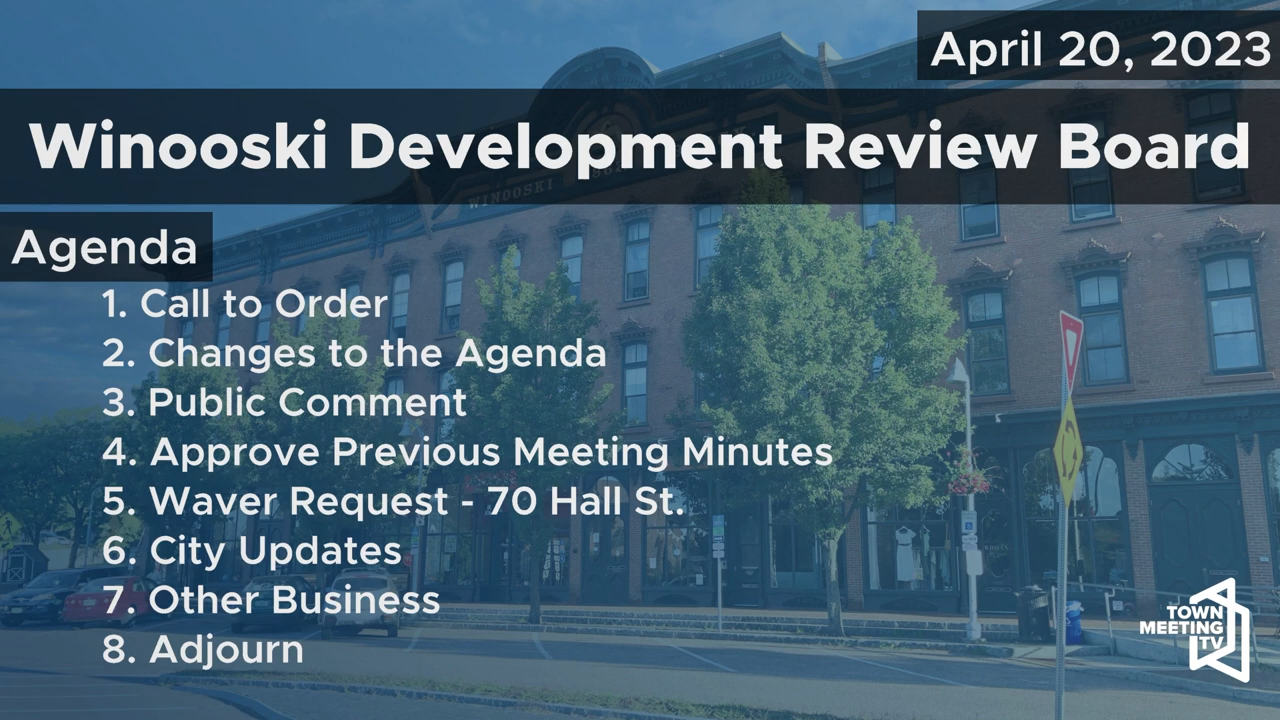 April 20, 2023
Winooski Development Review Board
WINOOSKI
Agenda
1. Call to Order
2. Changes to the Agenda
3. Public Comment
4. Approve Previous Meeting Minutes
5. Waver Request - 70 Hall St.
6. City Updates
7. Other Business
8. Adjourn
TOWN
MEETING
TV